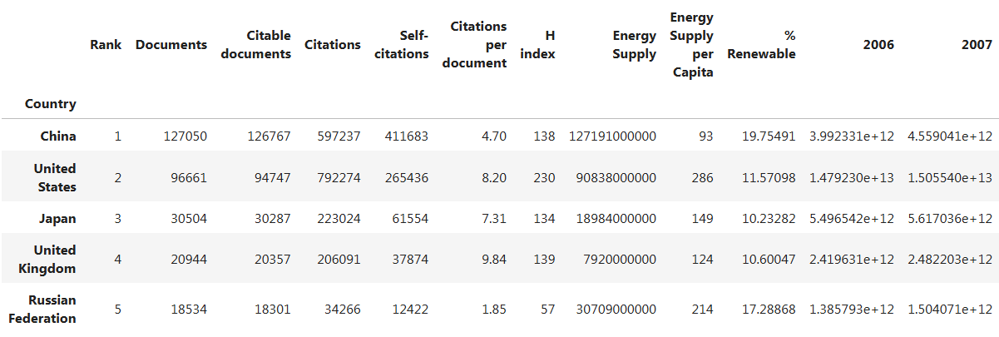 Rank Documents Citable documents Citations Self-citations Citations per document H index Energy Supply Energy Supply per Capita % Renewable 2006 2007
Country
China 1 127050 126767 597237 411683 4.70 138 127191000000 93 19.75491 3.992331e+12 4.559041e+12
United States 2 96661 94747 792274 265436 8.20 230 90838000000 286 11.57098 1.479230e+13 1.505540e+13
Japan 3 30504 30287 223024 61554 7.31 134 18984000000 149 10.23282 5.496542e+12 5.617036e+12
United Kingdom 4 20944 20357 206091 37874 9.84 139 7920000000 124 10.60047 2.419631e+12 2.482203e+12
Russian Federation 5 18534 18301 34266 12422 1.85 57 30709000000 214 17.28868 1.385793e+12 1.504071e+12